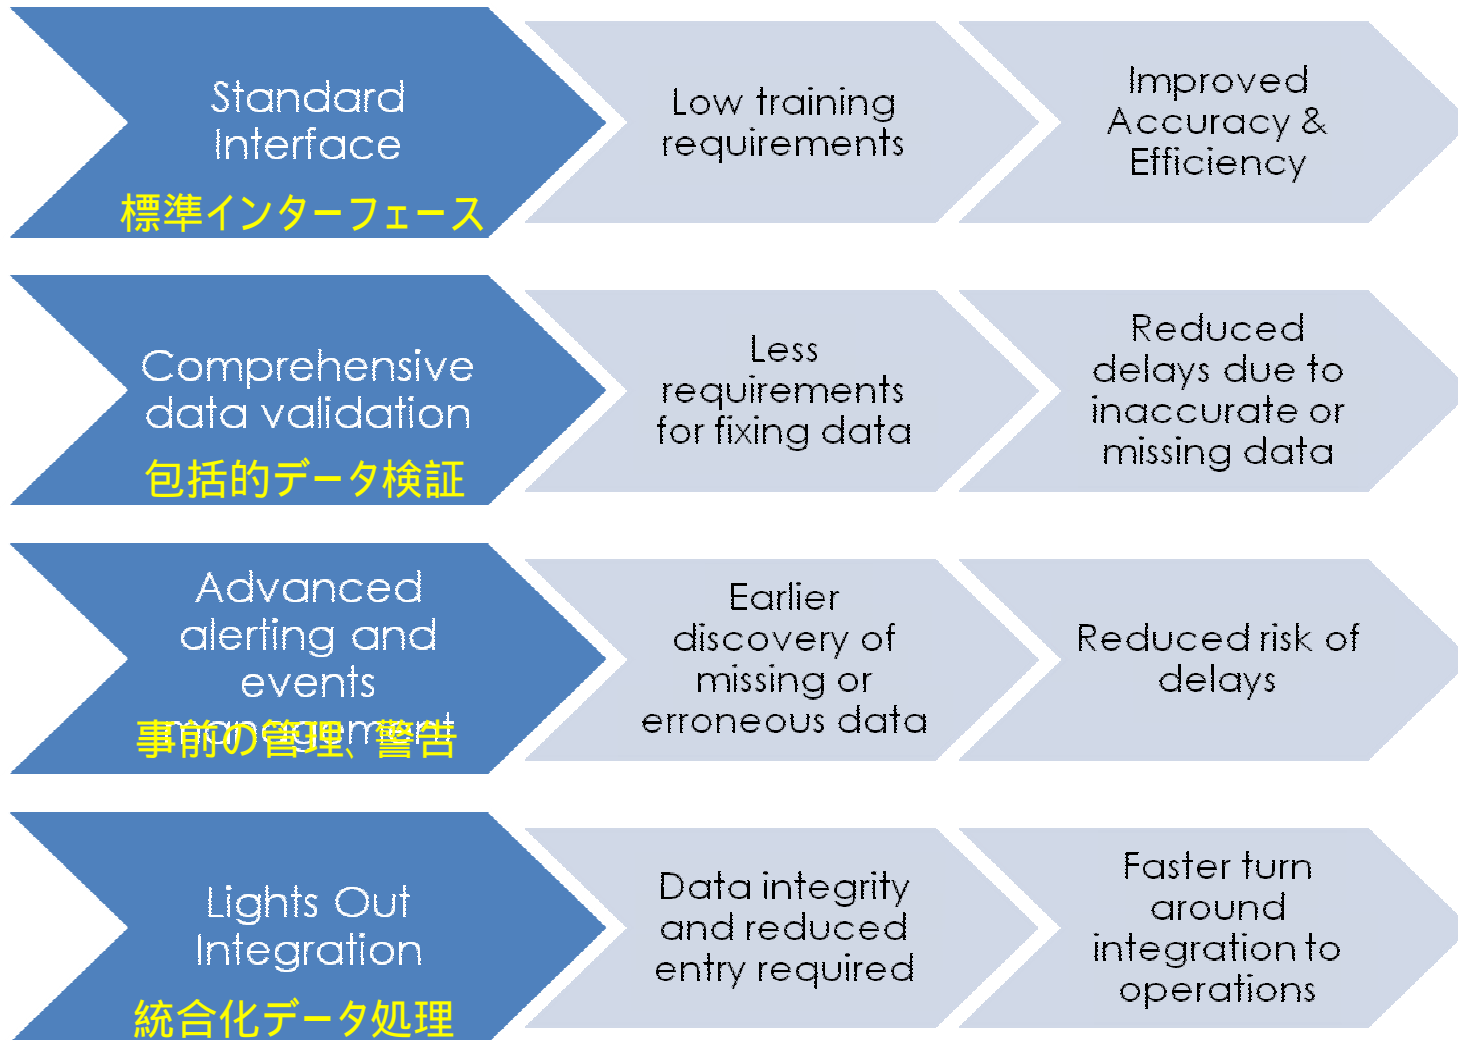 Standard
Interface
標準インターフェース
Low training
requirements
Improved
Accuracy &
Efficiency
Comprehensive
data validation
包括的データ検証
Less
requirements
for fixing data
Reduced
delays due to
inaccurate or
missing data
Advanced
alerting and
events
management
事前の管理、警告
Earlier
discovery of
missing or
erroneous data
Reduced risk of
delays
Lights Out
Integration
統合化データ処理
Data integrity
and reduced
entry required
Faster turn
around
integration to
operations